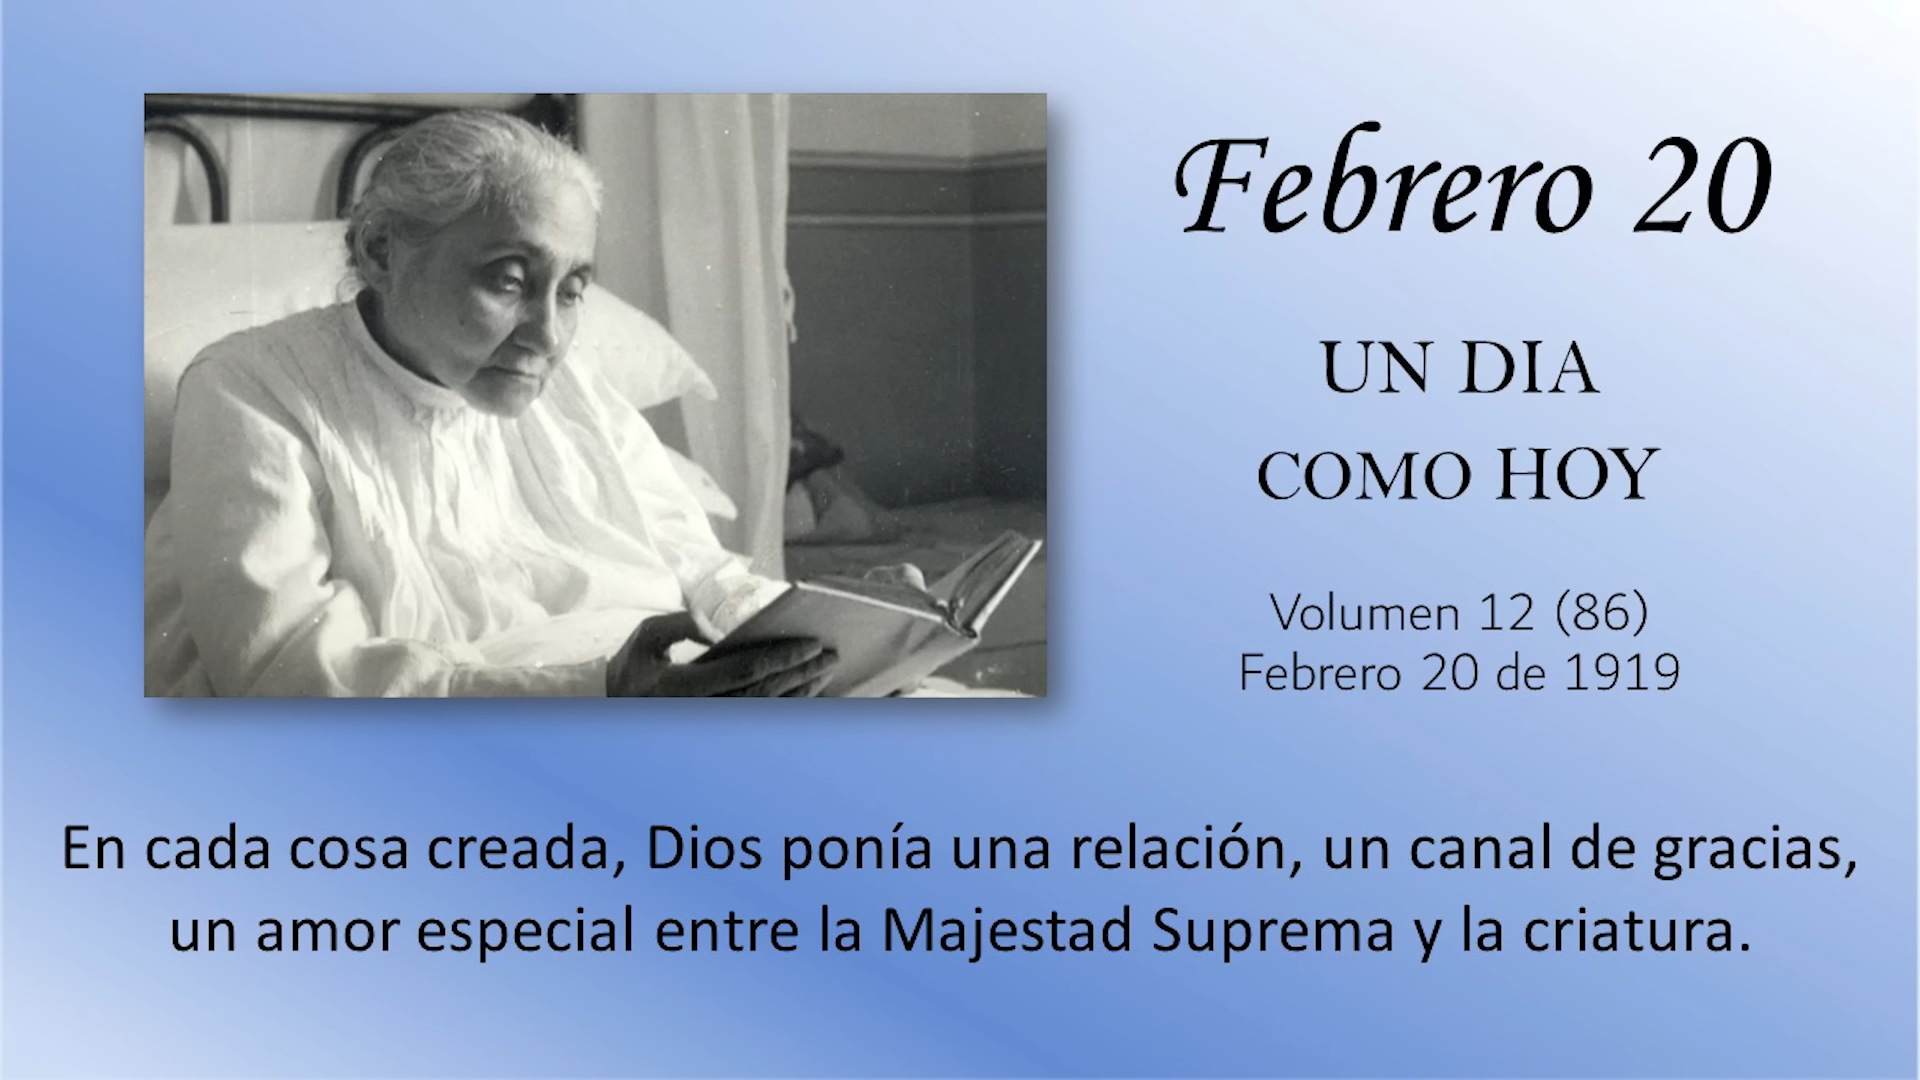 Febrero 20
UN DIA
COMO HOY
Volumen 12 (86)
Febrero 20 de 1919
En cada cosa creada, Dios ponía una relación, un canal de gracias,
un amor especial entre la Majestad Suprema y la criatura.